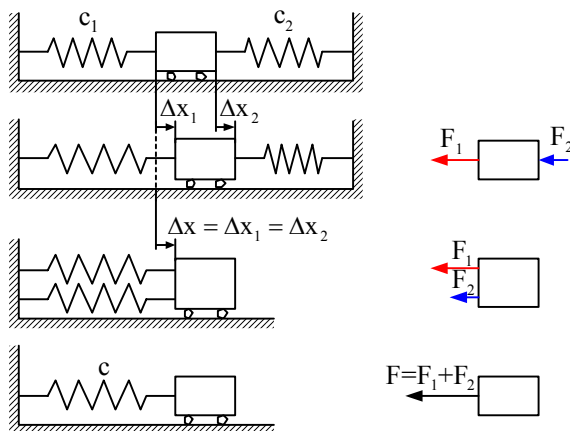 c₁ c₂
Δx₁ Δx₂
F₁ F₂
Δx = Δx₁ = Δx₂
F₁
F₂
c
F=F₁+F₂